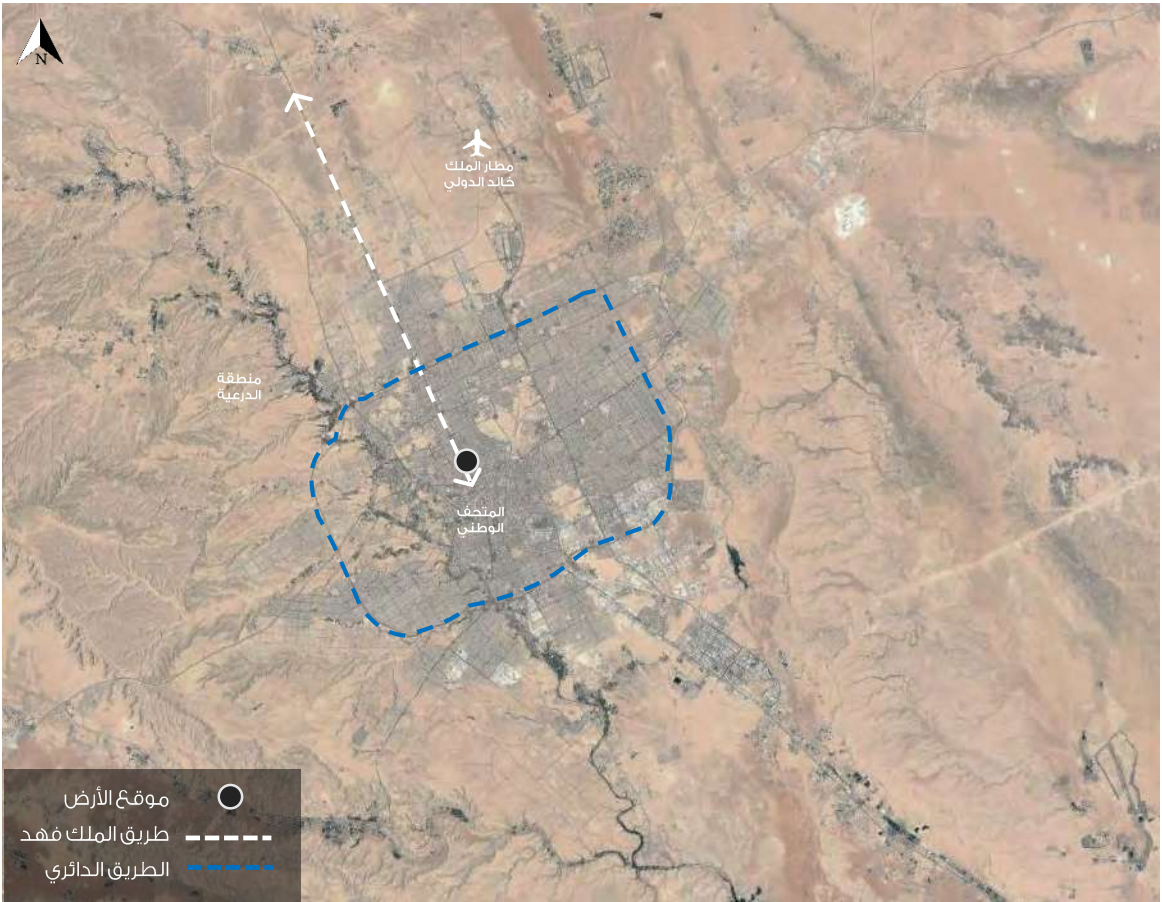 N
مطار الملك
خالد الدولي
منطقة
الدرعية
المتحف
الوطني
موقع الأرض
طريق الملك فهد
الطريق الدائري